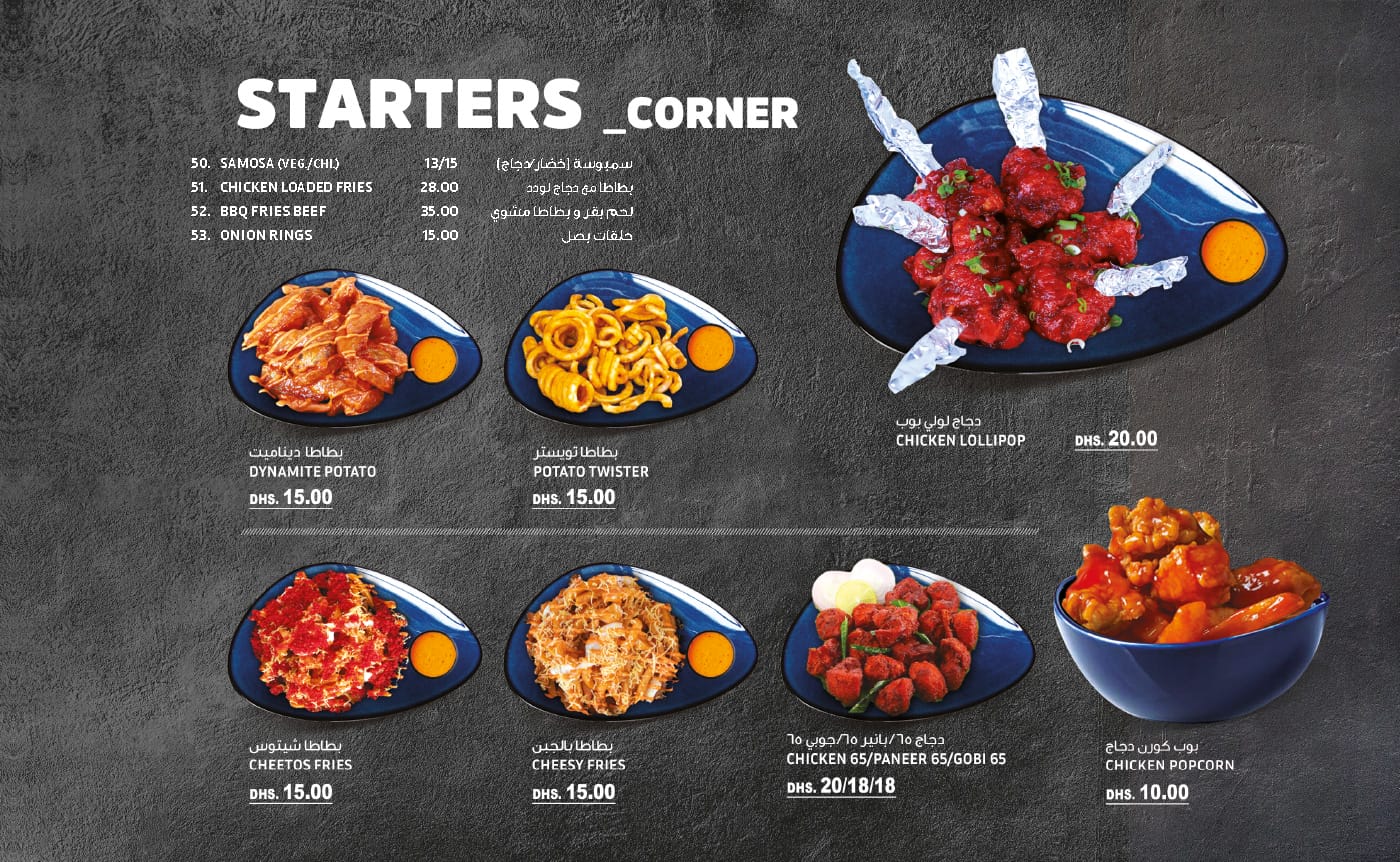 STARTERS _CORNER
50. SAMOSA (VEG./CHI.) 13/15 سمبوسة (خضار/دجاج)
51. CHICKEN LOADED FRIES 28.00 بطاطا مع دجاج لودد
52. BBQ FRIES BEEF 35.00 لحم بقر و بطاطا مشوي
53. ONION RINGS 15.00 حلقات بصل
دجاج لولي بوب
CHICKEN LOLLIPOP DHS. 20.00
بطاطا ديناميت
DYNAMITE POTATO
DHS. 15.00
بطاطا تويستر
POTATO TWISTER
DHS. 15.00
بطاطا شيتوس
CHEETOS FRIES
DHS. 15.00
بطاطا بالجبن
CHEESY FRIES
DHS. 15.00
دجاج ٦٥/بانير ٦٥/جوبي ٦٥
CHICKEN 65/PANEER 65/GOBI 65
DHS. 20/18/18
بوب كورن دجاج
CHICKEN POPCORN
DHS. 10.00